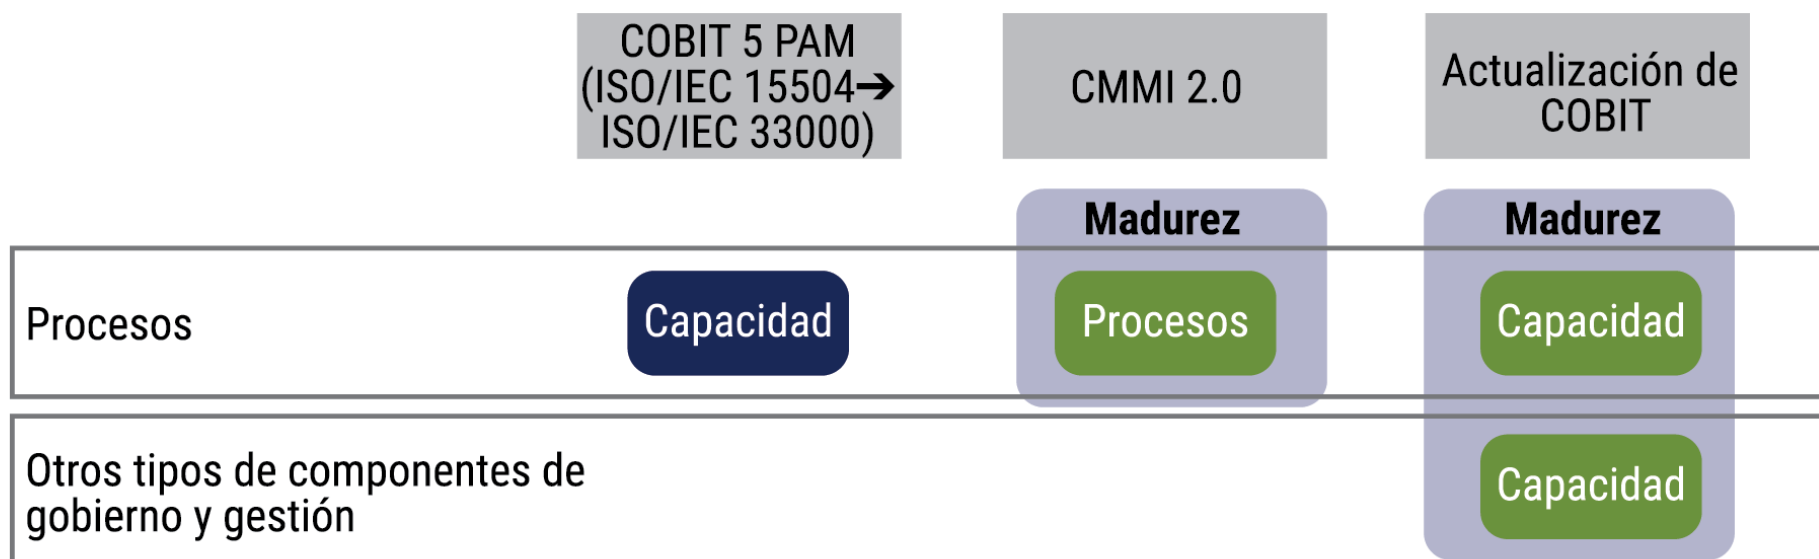 COBIT 5 PAM
(ISO/IEC 15504➔
ISO/IEC 33000)
CMMI 2.0
Actualización de
COBIT
Madurez
Madurez
Procesos
Capacidad
Procesos
Capacidad
Otros tipos de componentes de
gobierno y gestión
Capacidad